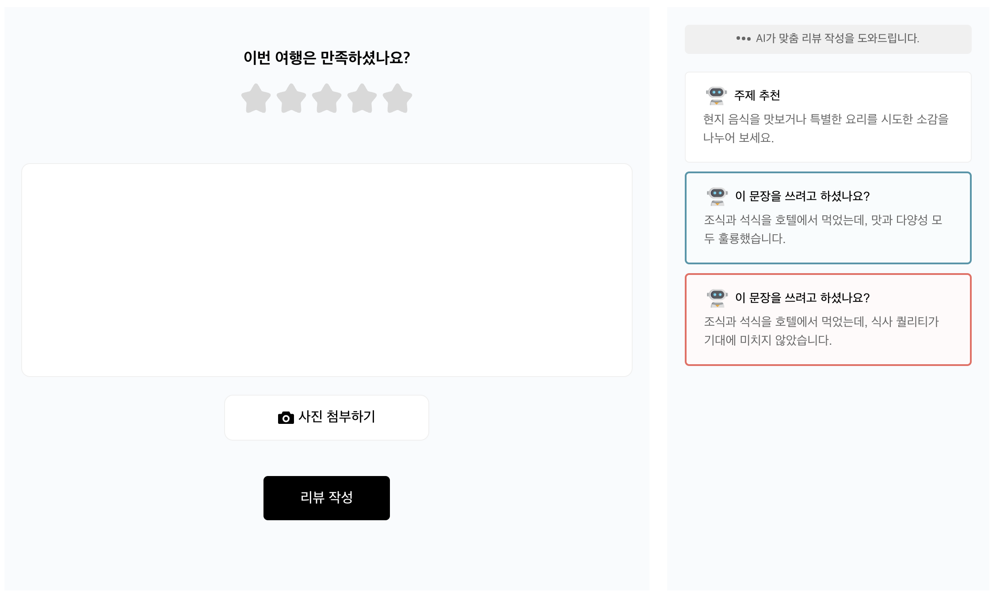 이번 여행은 만족하셨나요?
사진 첨부하기
리뷰 작성
AI가 맞춤 리뷰 작성을 도와드립니다.
주제 추천
현지 음식을 맛보거나 특별한 요리를 시도한 소감을
나누어 보세요.
이 문장을 쓰려고 하셨나요?
조식과 석식을 호텔에서 먹었는데, 맛과 다양성 모
두 훌륭했습니다.
이 문장을 쓰려고 하셨나요?
조식과 석식을 호텔에서 먹었는데, 식사 퀄리티가
기대에 미치지 않았습니다.